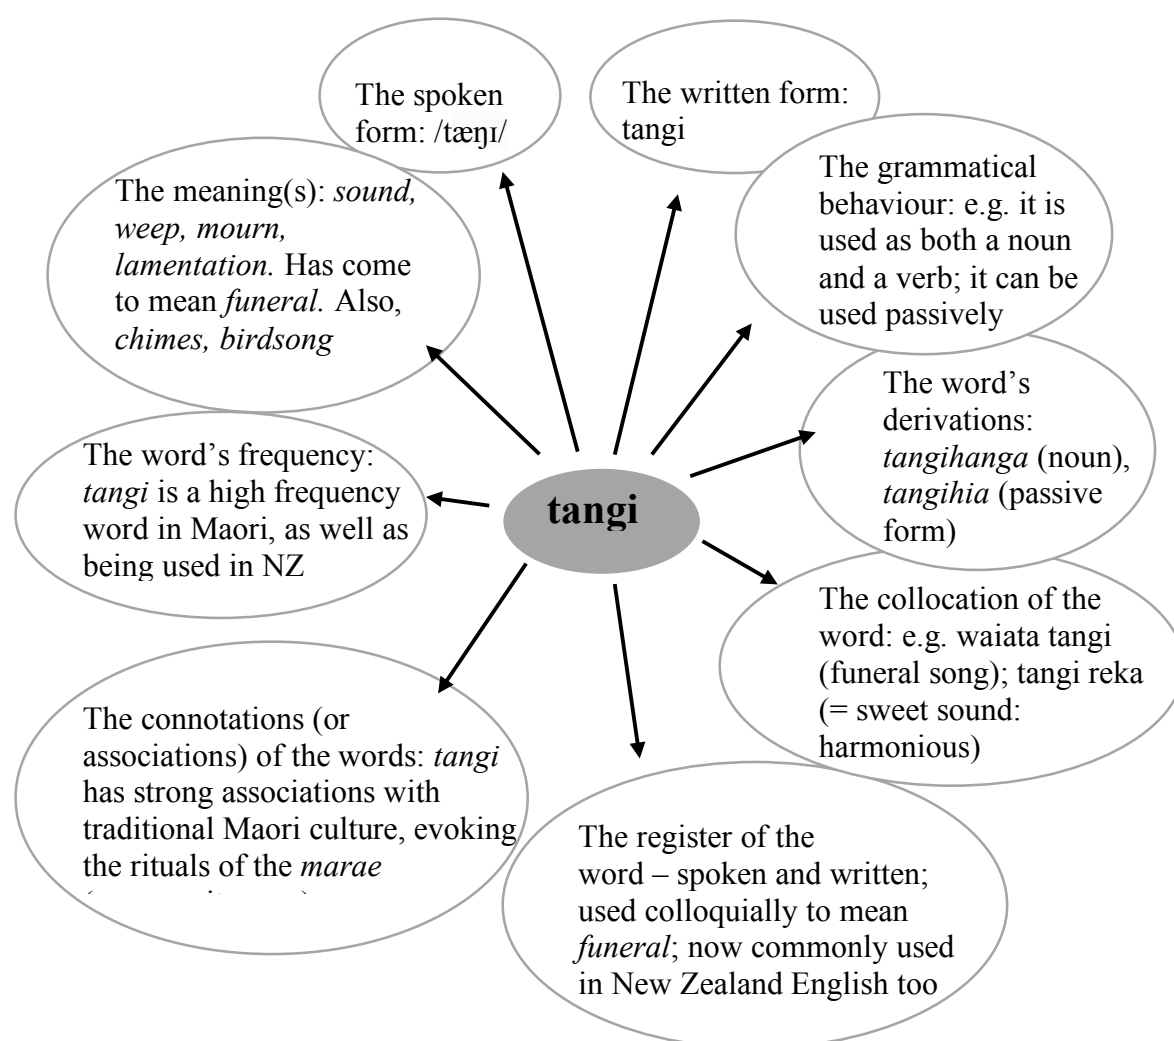 The spoken
form: /tæŋɪ/
The written form:
tangi
The meaning(s): sound,
weep, mourn,
lamentation. Has come
to mean funeral. Also,
chimes, birdsong
The grammatical
behaviour: e.g. it is
used as both a noun
and a verb; it can be
used passively
The word’s
derivations:
tangihanga (noun),
tangihia (passive
form)
The word’s frequency:
tangi is a high frequency
word in Maori, as well as
being used in NZ
tangi
The collocation of the
word: e.g. waiata tangi
(funeral song); tangi reka
(= sweet sound:
harmonious)
The connotations (or
associations) of the words: tangi
has strong associations with
traditional Maori culture, evoking
the rituals of the marae
The register of the
word – spoken and written;
used colloquially to mean
funeral; now commonly used
in New Zealand English too